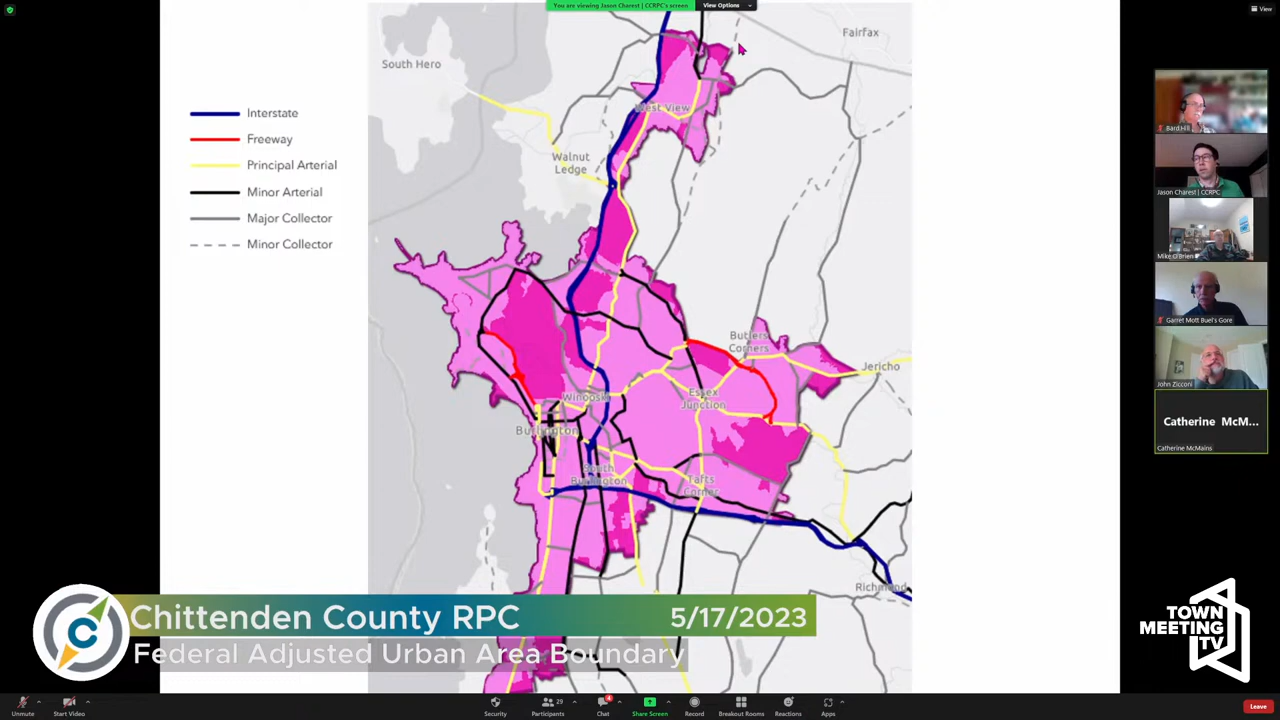 You are viewing Jason Charest | CCRPC's screen
View Options
View
South Hero
Fairfax
Interstate
Freeway
Principal Arterial
Minor Arterial
Major Collector
Minor Collector
West View
Walnut
Ledge
Butlers
Corners
Jericho
Essex
Junction
Winooski
Burlington
South
Burlington
Tafts
Corner
Richmond
Bard Hill
Jason Charest | CCRPC
Mike O'Brien
Garret Mott Buel's Gore
John Zicconi
Catherine McM...
Catherine McMains
Chittenden County RPC
5/17/2023
Federal Adjusted Urban Area Boundary
C
TOWN
MEETING
TV
Unmute
Start Video
Security
Participants
29
Chat
4
Share Screen
Record
Breakout Rooms
Reactions
Apps
Leave